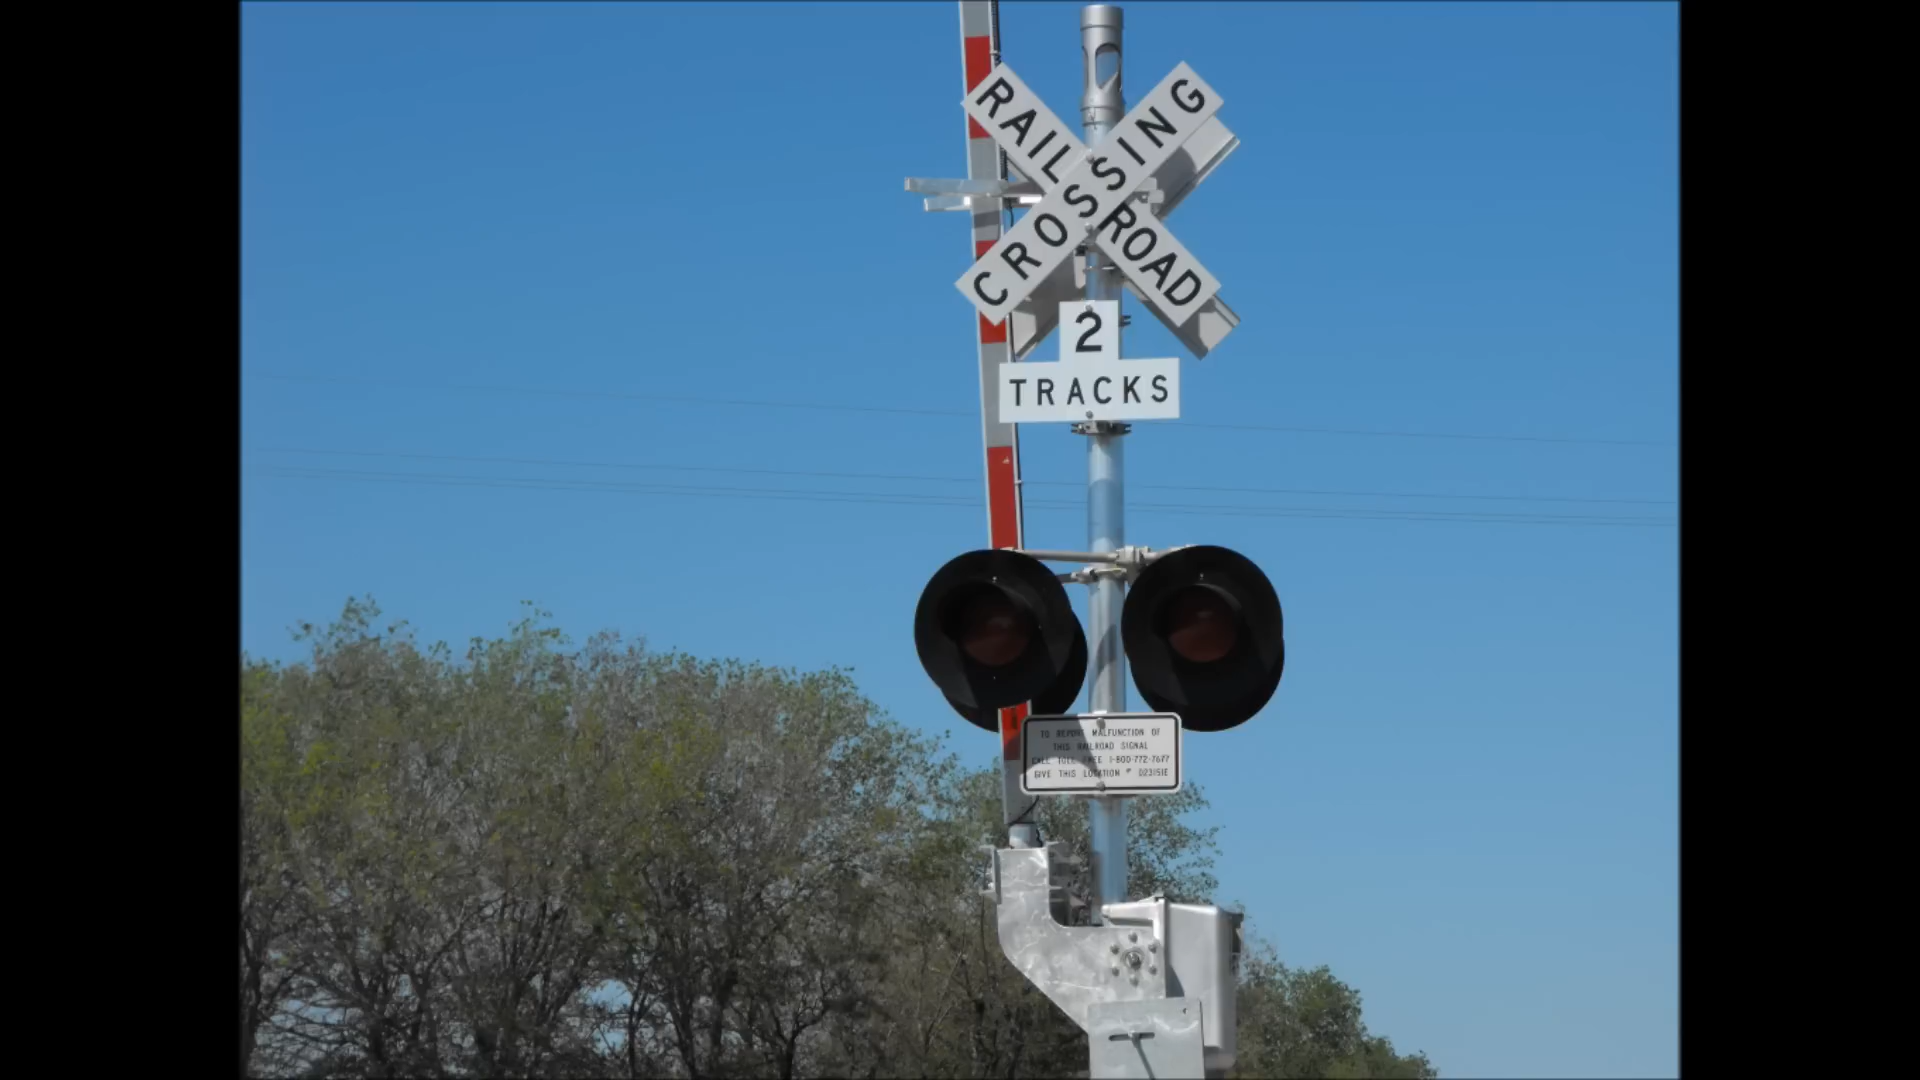 RAILROAD
CROSSING
2
TRACKS
TO REPORT MALFUNCTION OF
THIS RAILROAD SIGNAL
CALL TOLL FREE 1-800-772-7677
GIVE THIS LOCATION # 023151E